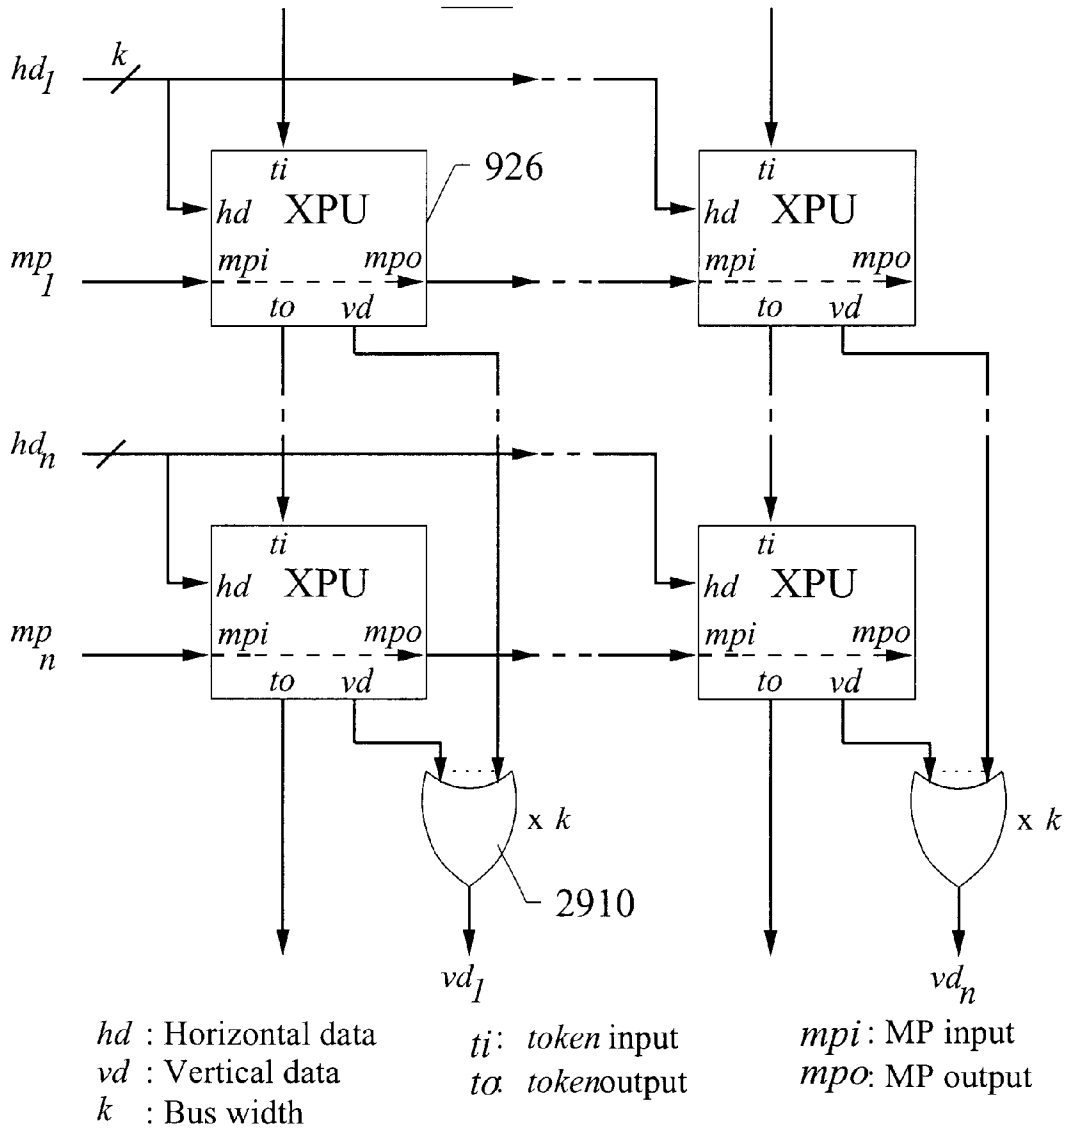 k
hd1
ti
926
ti
hd XPU
hd XPU
mp1
mpi mpo
mpi mpo
to vd
to vd
hdn
ti
ti
XPU
XPU
hd
hd
mpn
mpi mpo
mpi mpo
to vd
to vd
x k
x k
2910
vd1
vdn
hd : Horizontal data
vd : Vertical data
k : Bus width
ti: token input
to: tokenoutput
mpi: MP input
mpo: MP output